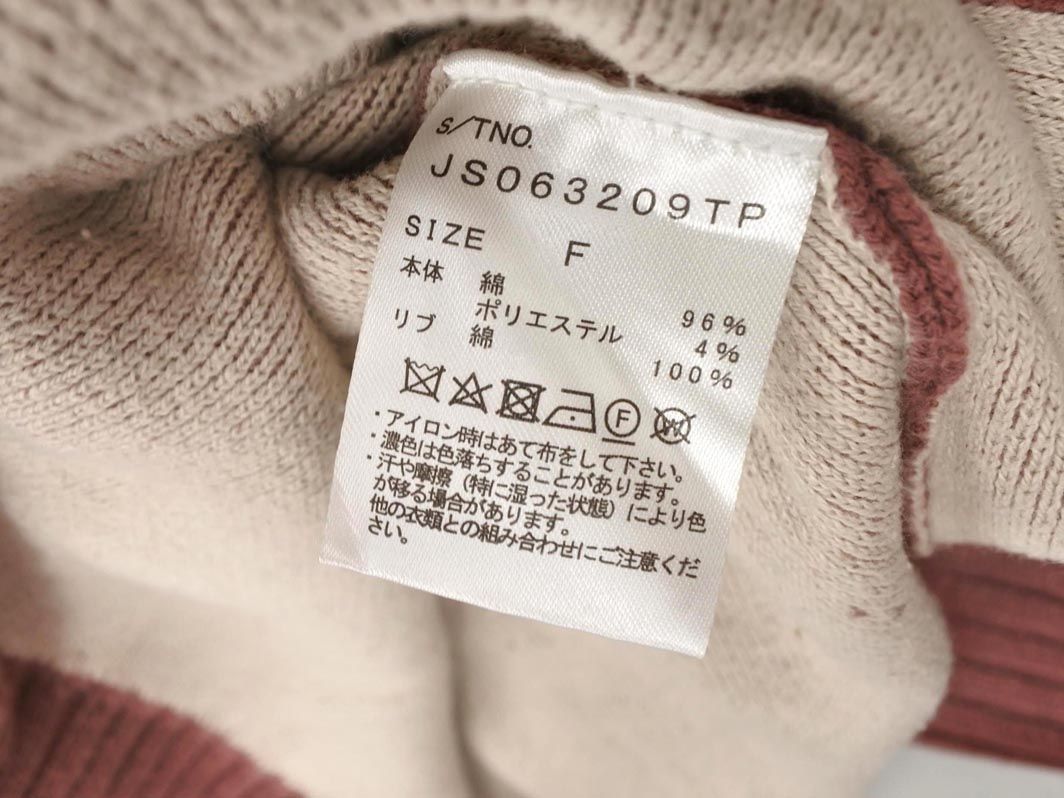 S/TNO.
JS063209TP
SIZE F
本体 綿 96%
ポリエステル 4%
リブ 綿 100%
F W
・アイロン時はあて布をして下さい。
・濃色は色落ちすることがあります。
・汗や摩擦（特に湿った状態）により色
が移る場合があります。
他の衣類との組み合わせにご注意くだ
さい。